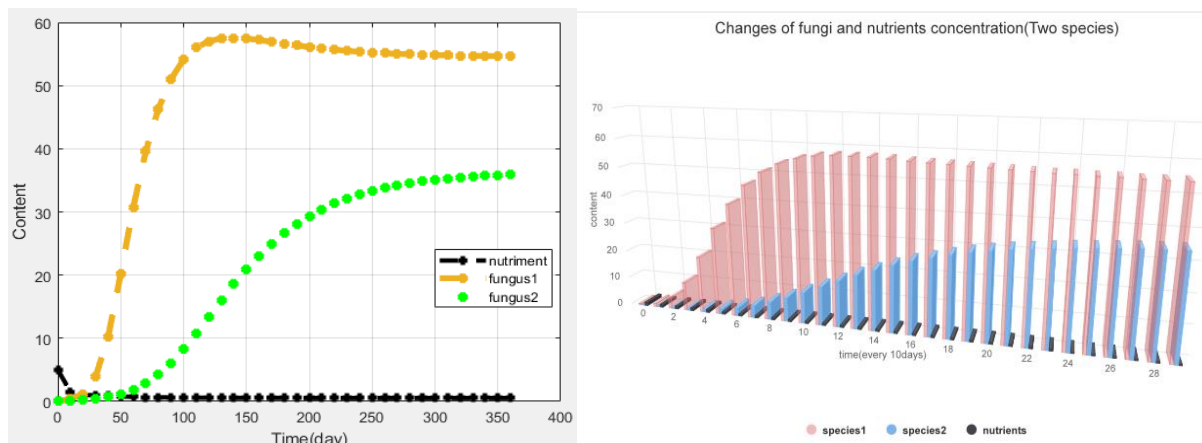 60
50
40
30
20
10
0
Content
0 50 100 150 200 250 300 350 400
Time(day)
nutriment
fungus1
fungus2
Changes of fungi and nutrients concentration(Two species)
70
60
50
40
30
20
10
0
content
0 2 4 6 8 10 12 14 16 18 20 22 24 26 28
time(every 10days)
species1 species2 nutrients